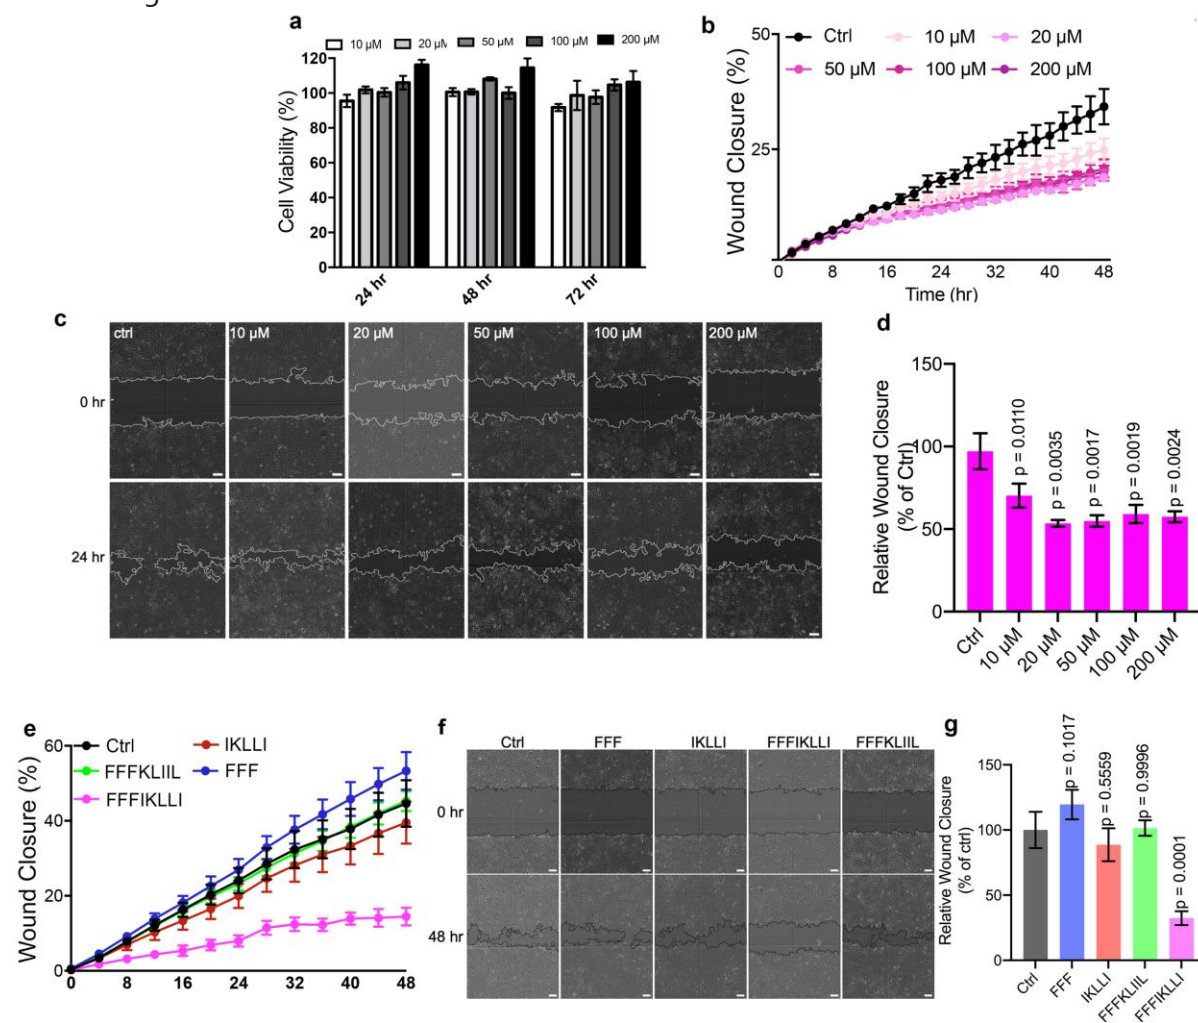 a
10 µM 20 µM 50 µM 100 µM 200 µM
Cell Viability (%)
120
100
80
60
40
20
0
24 hr 48 hr 72 hr
b
Ctrl 10 µM 20 µM
50 µM 100 µM 200 µM
Wound Closure (%)
50
25
0 8 16 24 32 40 48
Time (hr)
c
ctrl 10 µM 20 µM 50 µM 100 µM 200 µM
0 hr
24 hr
d
Relative Wound Closure
(% of Ctrl)
150
100
50
0
p = 0.0110
p = 0.0035
p = 0.0017
p = 0.0019
p = 0.0024
Ctrl 10 µM 20 µM 50 µM 100 µM 200 µM
e
Ctrl IKLLI
FFFKLIIL FFF
FFFIKLLI
Wound Closure (%)
60
40
20
0
0 8 16 24 32 40 48
f
Ctrl FFF IKLLI FFFIKLLI FFFKLIIL
0 hr
48 hr
g
Relative Wound Closure
(% of ctrl)
150
100
50
0
p = 0.1017
p = 0.5559
p = 0.9996
p = 0.0001
Ctrl FFF IKLLI FFFKLIIL FFFIKLLI